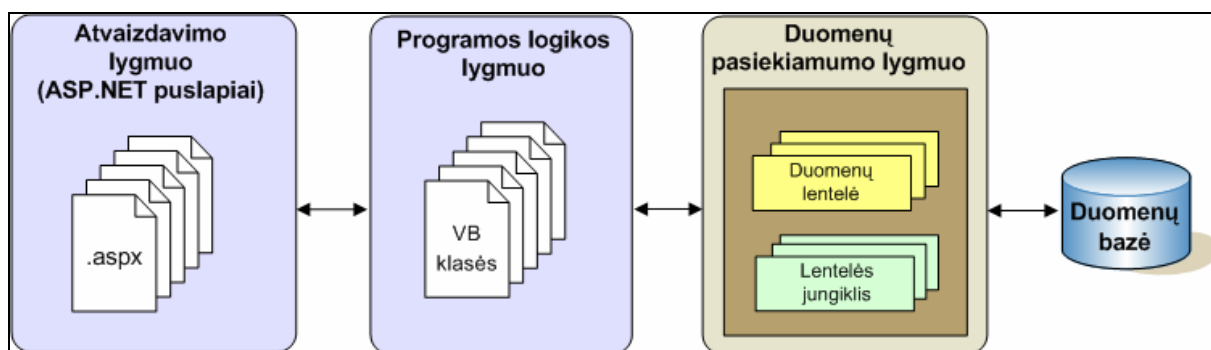 Atvaizdavimo
lygmuo
(ASP.NET puslapiai)
.aspx
Programos logikos
lygmuo
VB
klasės
Duomenų
pasiekiamumo lygmuo
Duomenų
lentelė
Lentelės
jungiklis
Duomenų
bazė